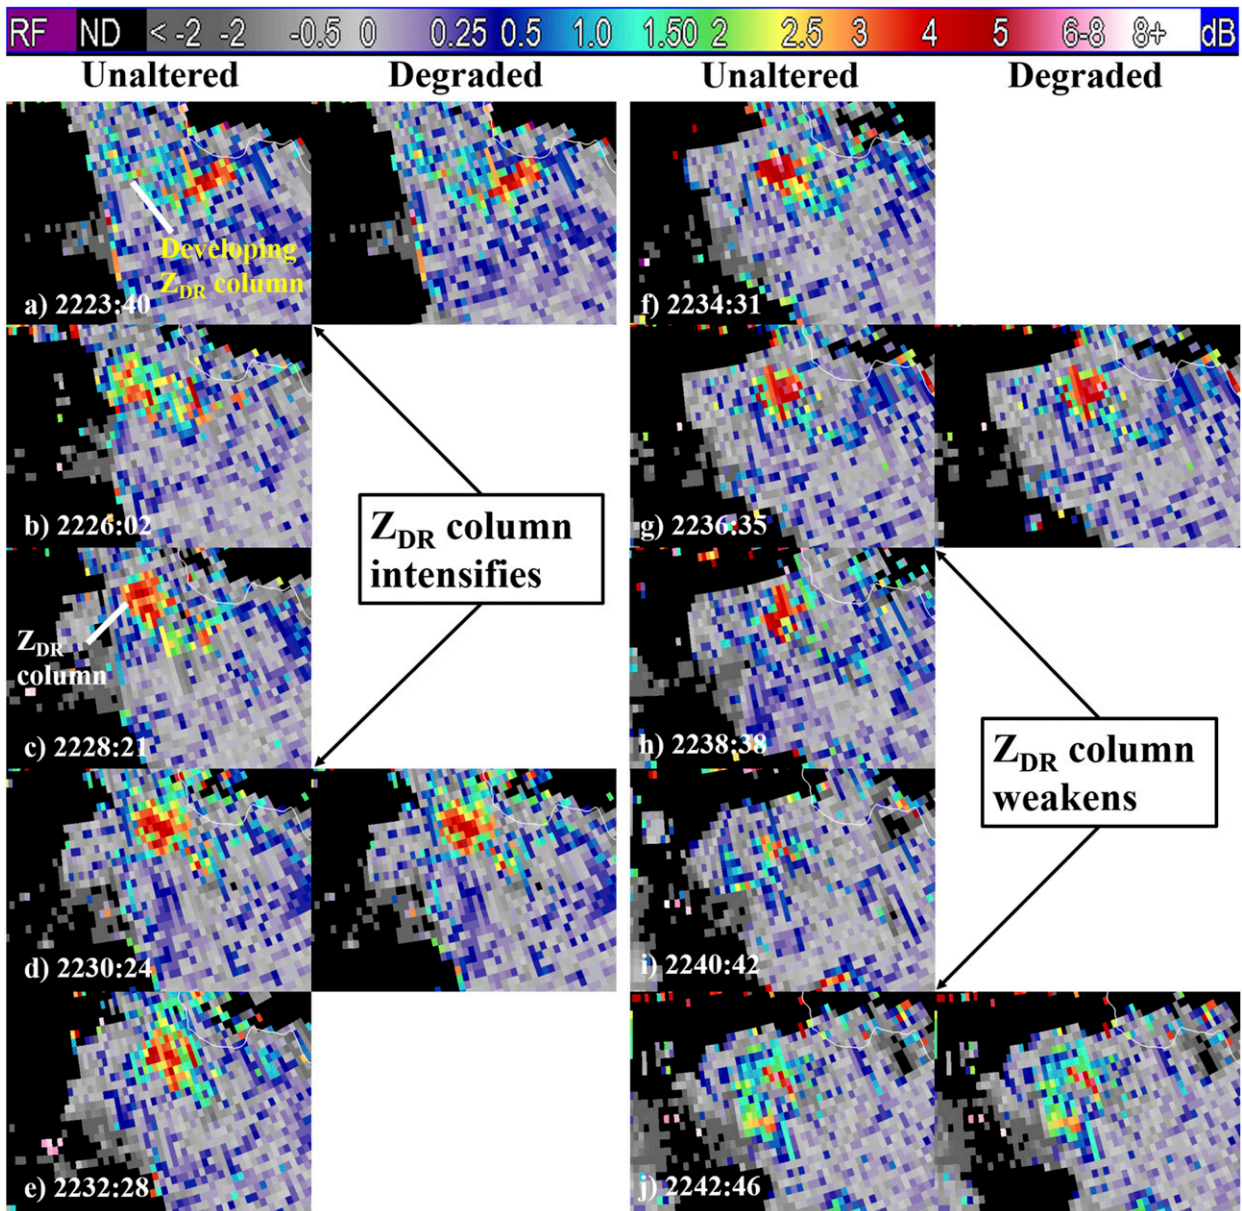 RF ND < -2 -2 -0.5 0 0.25 0.5 1.0 1.50 2 2.5 3 4 5 6-8 8+ dB
Unaltered Degraded Unaltered Degraded
Developing
ZDR column
a) 2223:40
f) 2234:31
b) 2226:02
ZDR column
intensifies
g) 2236:35
ZDR
column
c) 2228:21
h) 2238:38
ZDR column
weakens
d) 2230:24
i) 2240:42
e) 2232:28
j) 2242:46